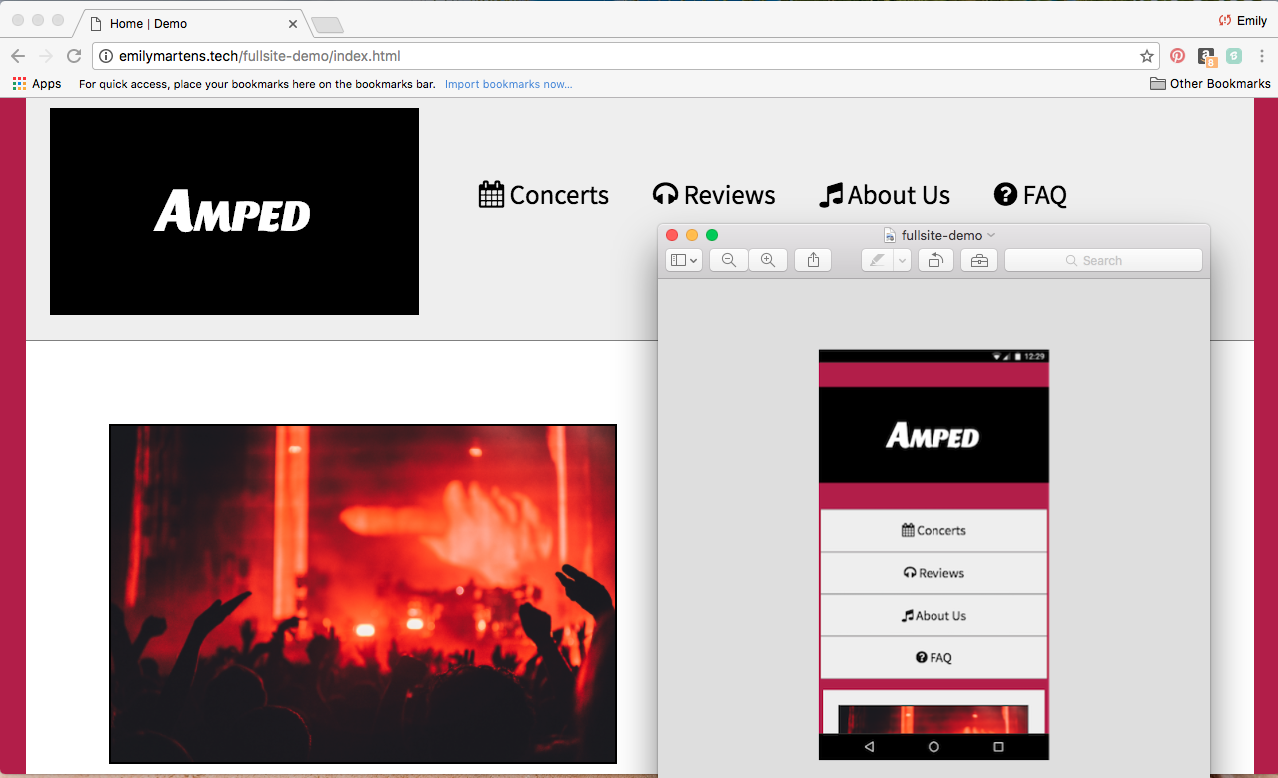 Home | Demo
Emily
emilymartens.tech/fullsite-demo/index.html
8
Apps
For quick access, place your bookmarks here on the bookmarks bar.
Import bookmarks now...
Other Bookmarks
AMPED
Concerts
Reviews
About Us
FAQ
fullsite-demo
Search
12:29
AMPED
Concerts
Reviews
About Us
FAQ